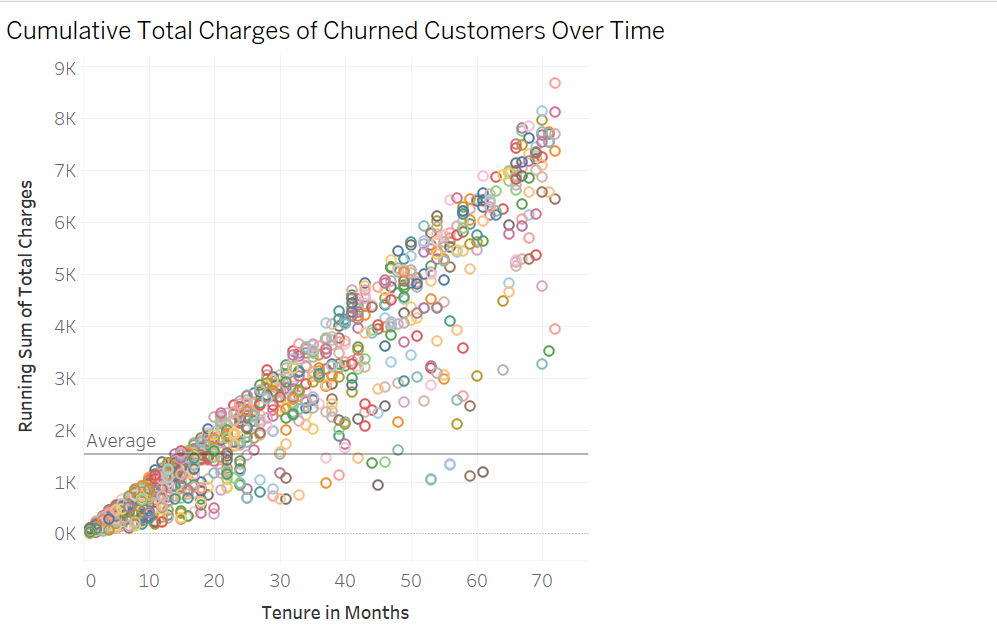 Cumulative Total Charges of Churned Customers Over Time
9K
8K
7K
6K
5K
4K
3K
2K
1K
0K
Running Sum of Total Charges
Average
0 10 20 30 40 50 60 70
Tenure in Months